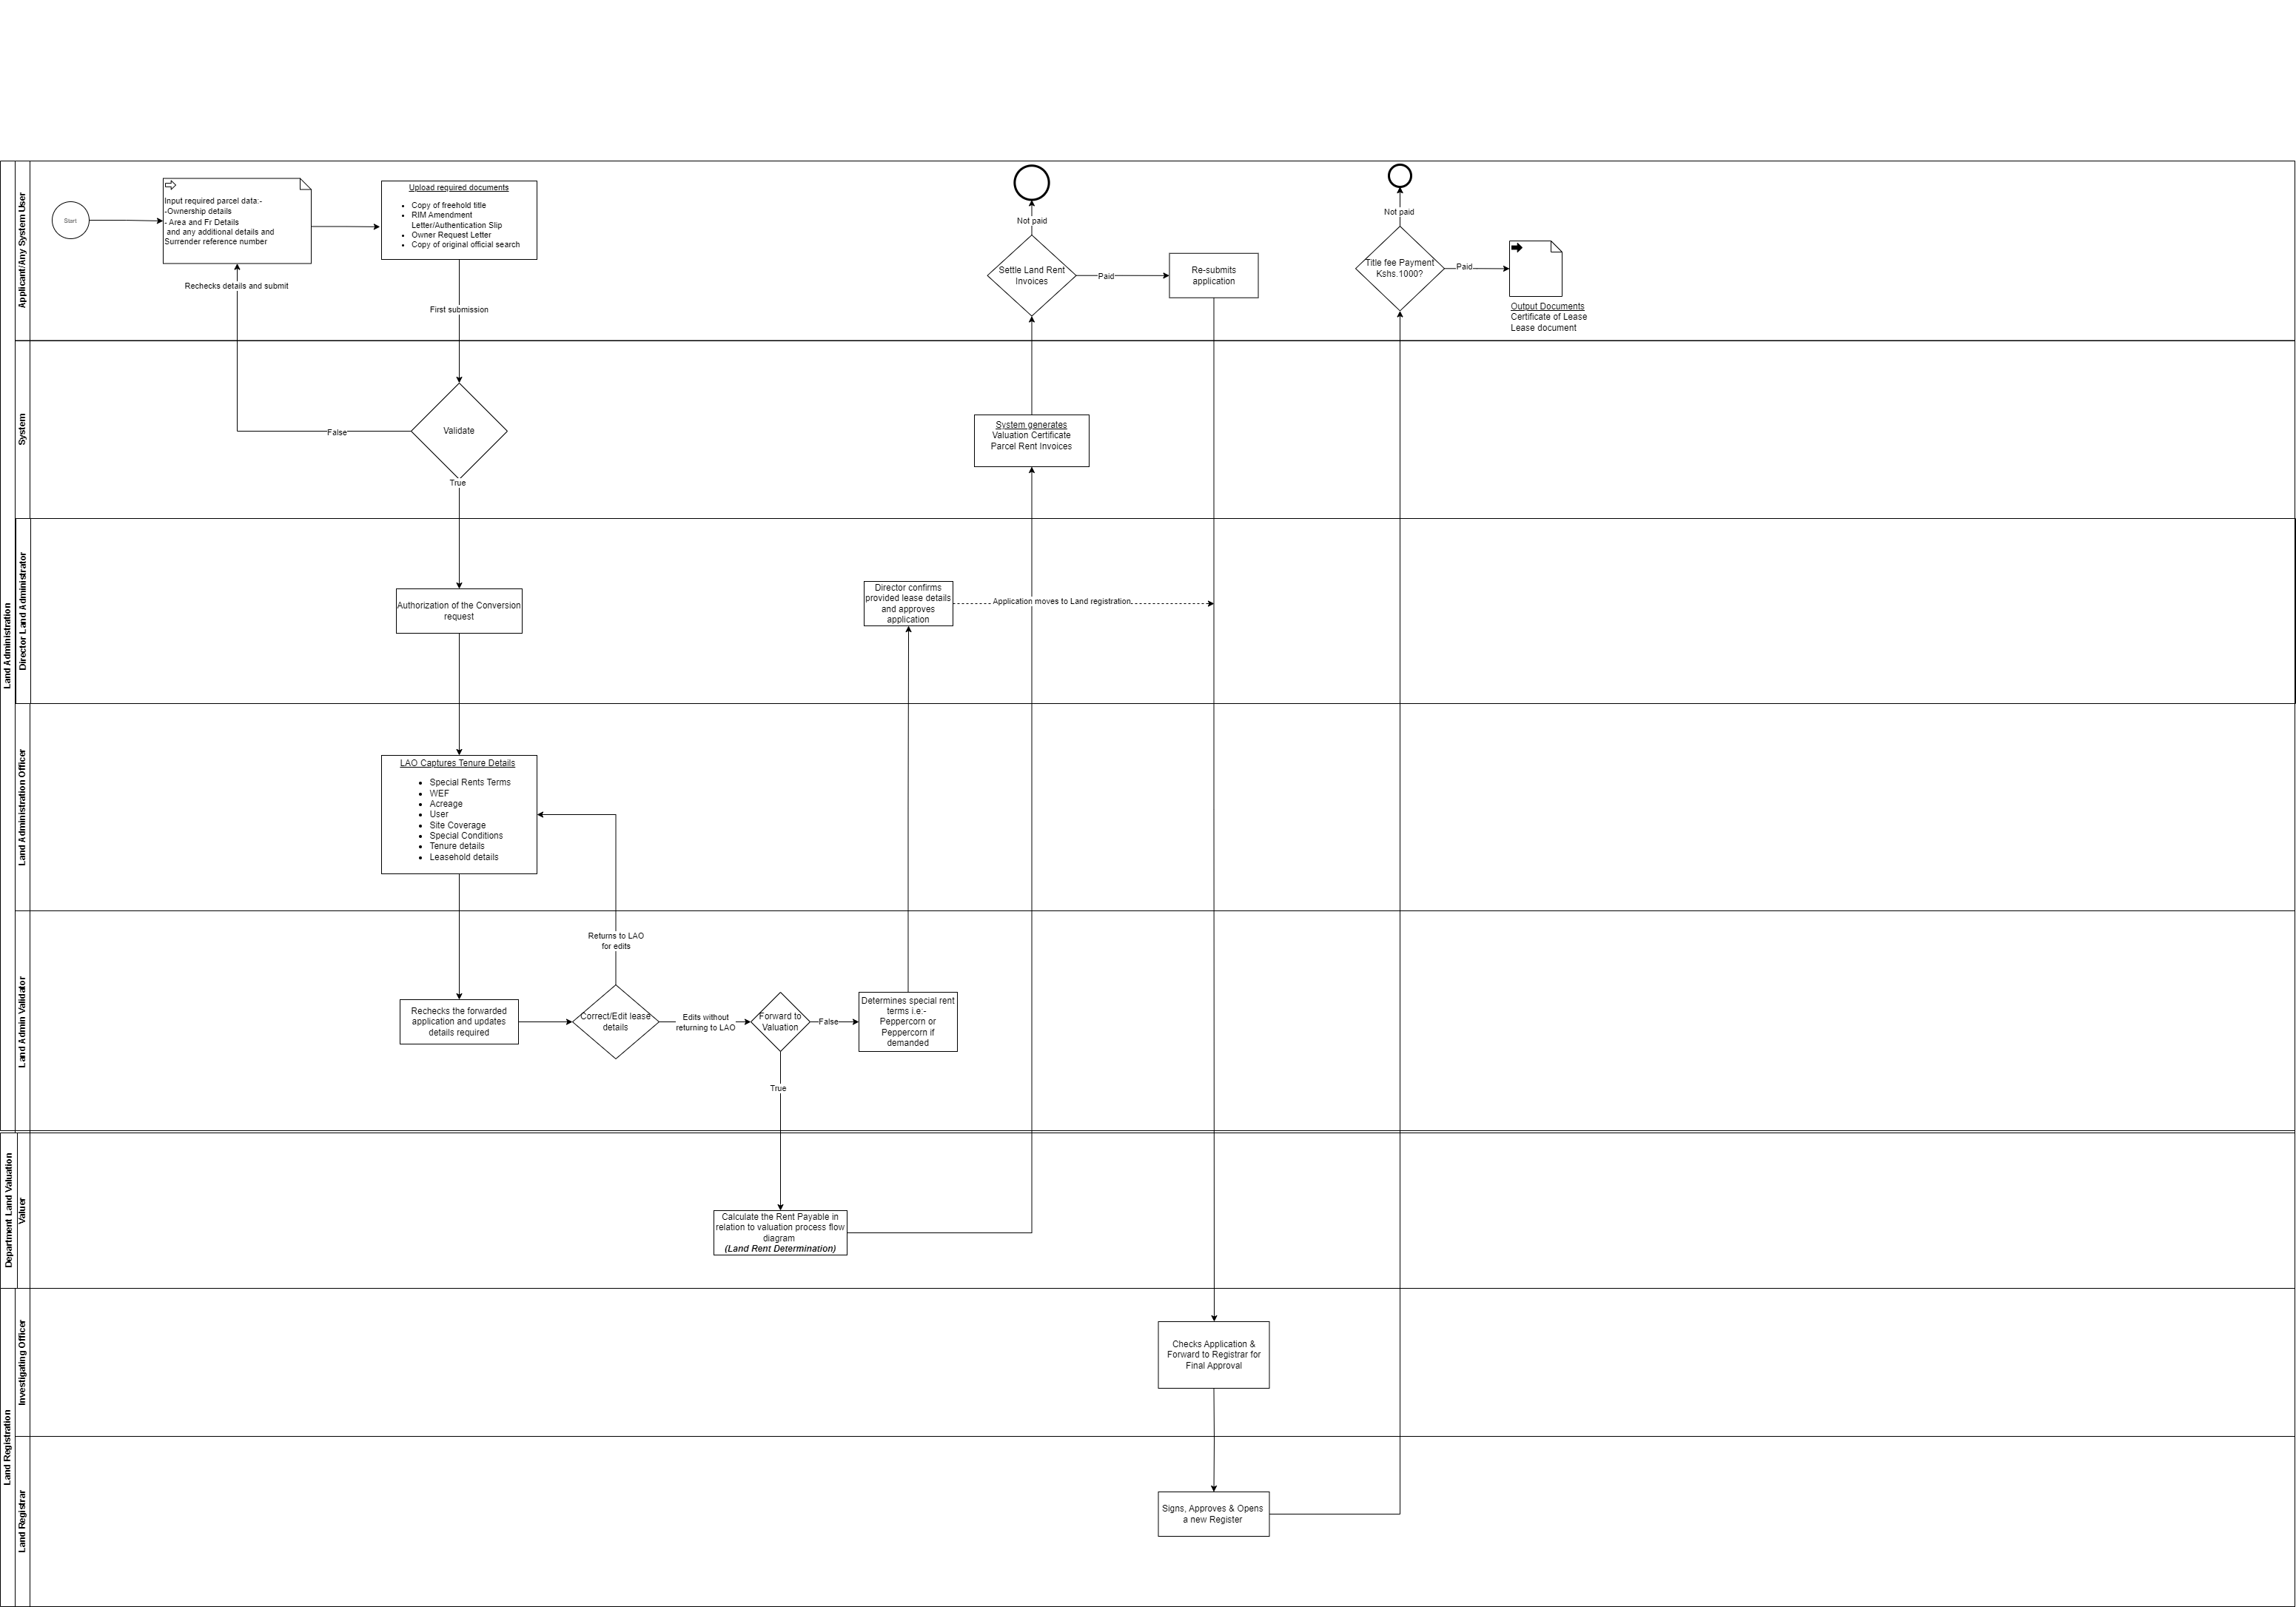 Land Administration
Applicant/Any System User
Start
Input required parcel data:-
-Ownership details
- Area and Fr Details
and any additional details and
Surrender reference number
Upload required documents
Copy of freehold title
RIM Amendment
Letter/Authentication Slip
Owner Request Letter
Copy of original official search
Rechecks details and submit
First submission
Not paid
Settle Land Rent
Invoices
Paid
Re-submits
application
Not paid
Title fee Payment
Kshs.1000?
Paid
Output Documents
Certificate of Lease
Lease document
System
False
Validate
True
System generates
Valuation Certificate
Parcel Rent Invoices
Director Land Administrator
Authorization of the Conversion
request
Director confirms
provided lease details
and approves
application
Application moves to Land registration
Land Administration Officer
LAO Captures Tenure Details
Special Rents Terms
WEF
Acreage
User
Site Coverage
Special Conditions
Tenure details
Leasehold details
Land Admin Validator
Returns to LAO
for edits
Rechecks the forwarded
application and updates
details required
Correct/Edit lease
details
Edits without
returning to LAO
Forward to
Valuation
False
Determines special rent
terms i.e:-
Peppercorn or
Peppercorn if
demanded
True
Department Land Valuation
Valuer
Calculate the Rent Payable in
relation to valuation process flow
diagram
(Land Rent Determination)
Land Registration
Investigating Officer
Checks Application &
Forward to Registrar for
Final Approval
Land Registrar
Signs, Approves & Opens
a new Register